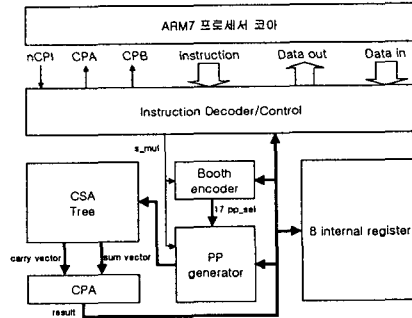 ARM7 프로세서 코아
nCPI CPA CPB Instruction Data out Data in
Instruction Decoder/Control
s_mul
CSA
Tree
Booth
encoder
17 pp_sel
PP
generator
8 internal register
carry vector
sum vector
CPA
result